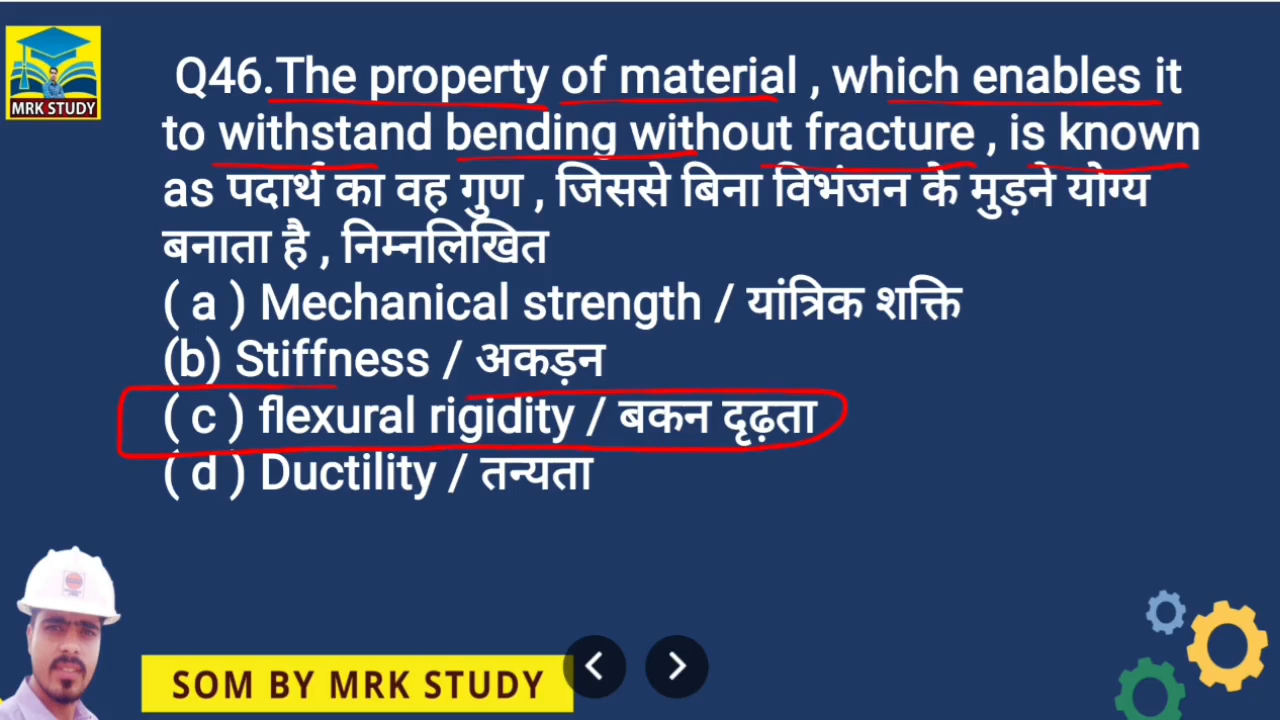 MRK STUDY
Q46.The property of material , which enables it
to withstand bending without fracture , is known
as पदार्थ का वह गुण , जिससे बिना विभंजन के मुड़ने योग्य
बनाता है , निम्नलिखित
( a ) Mechanical strength / यांत्रिक शक्ति
(b) Stiffness / अकड़न
( c ) flexural rigidity / बकन दृढ़ता
( d ) Ductility / तन्यता
SOM BY MRK STUDY